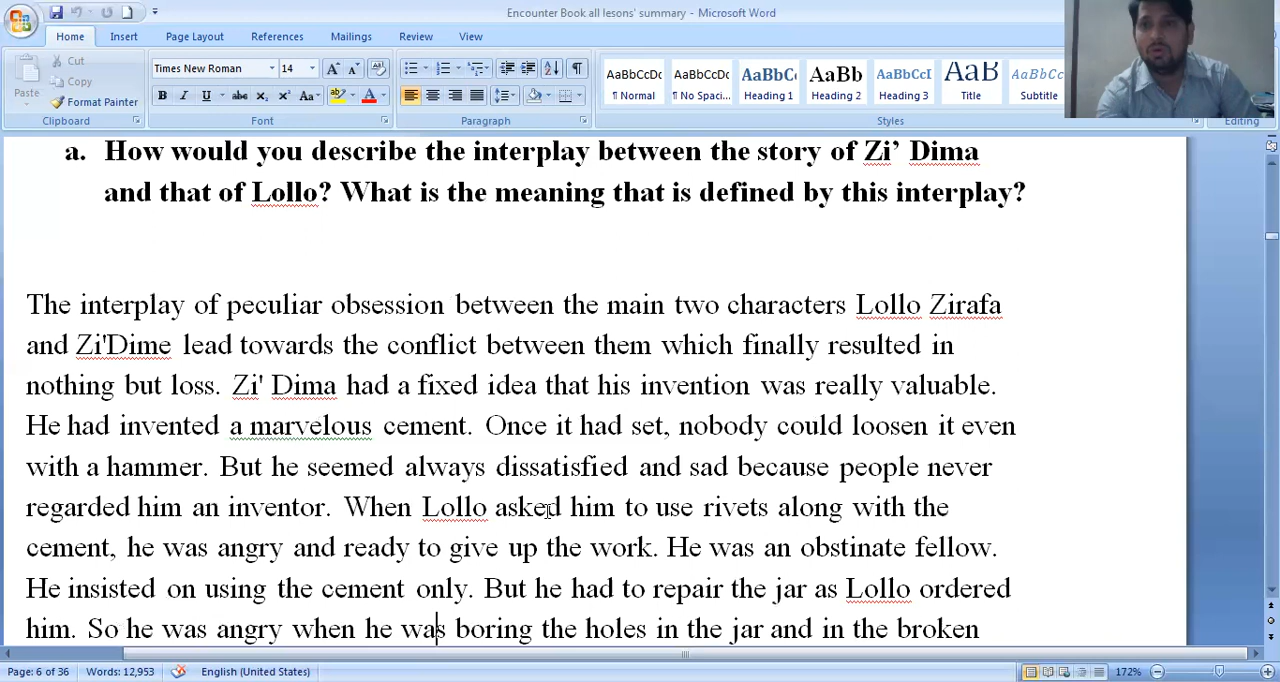 Encounter Book all lesons' summary - Microsoft Word
Home Insert Page Layout References Mailings Review View
Cut
Copy
Paste
Format Painter
Clipboard
Times New Roman 14
Font
Paragraph
AaBbCcDc AaBbCcDc AaBbC AaBb AaBbCcI AaB AaBbCc
¶ Normal ¶ No Spaci... Heading 1 Heading 2 Heading 3 Title Subtitle
Styles
Editing
a. How would you describe the interplay between the story of Zi’ Dima
and that of Lollo? What is the meaning that is defined by this interplay?
The interplay of peculiar obsession between the main two characters Lollo Zirafa
and Zi'Dime lead towards the conflict between them which finally resulted in
nothing but loss. Zi' Dima had a fixed idea that his invention was really valuable.
He had invented a marvelous cement. Once it had set, nobody could loosen it even
with a hammer. But he seemed always dissatisfied and sad because people never
regarded him an inventor. When Lollo asked him to use rivets along with the
cement, he was angry and ready to give up the work. He was an obstinate fellow.
He insisted on using the cement only. But he had to repair the jar as Lollo ordered
him. So he was angry when he was boring the holes in the jar and in the broken
Page: 6 of 36 Words: 12,953 English (United States) 172%